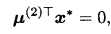 𝝁⁽²⁾⊤𝒙* = 0,